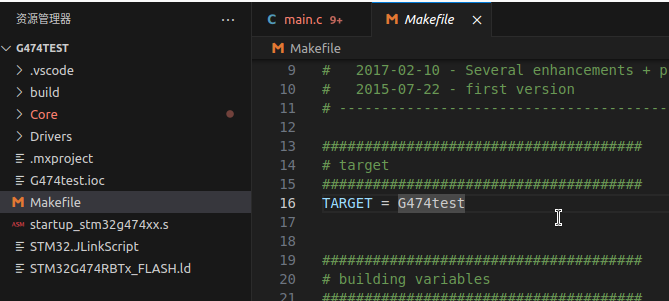 资源管理器
...
G474TEST
.vscode
build
Core
Drivers
.mxproject
G474test.ioc
Makefile
ASM startup_stm32g474xx.s
STM32.JLinkScript
STM32G474RBTx_FLASH.ld
C main.c 9+
M Makefile ×
M Makefile
9 #   2017-02-10 - Several enhancements + p
10 #   2015-07-22 - first version
11 # ----------------------------------------
12
13 ######################################
14 # target
15 ######################################
16 TARGET = G474test
17
18
19 ######################################
20 # building variables
21 ######################################